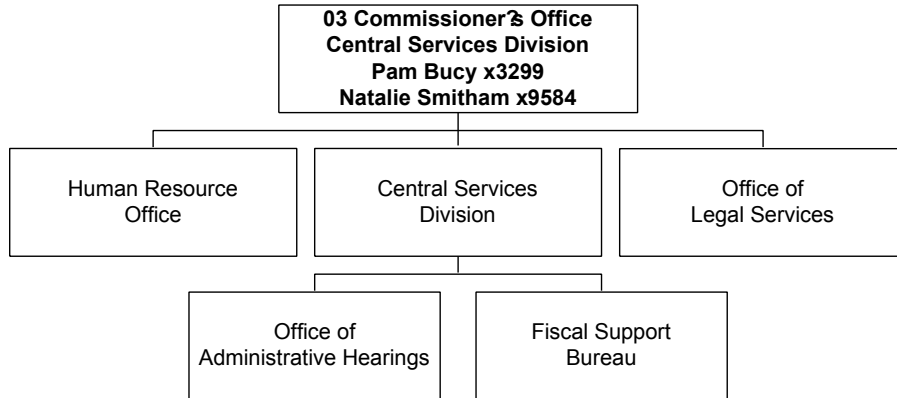 03 Commissioner?s Office
Central Services Division
Pam Bucy x3299
Natalie Smitham x9584
Human Resource
Office
Central Services
Division
Office of
Legal Services
Office of
Administrative Hearings
Fiscal Support
Bureau